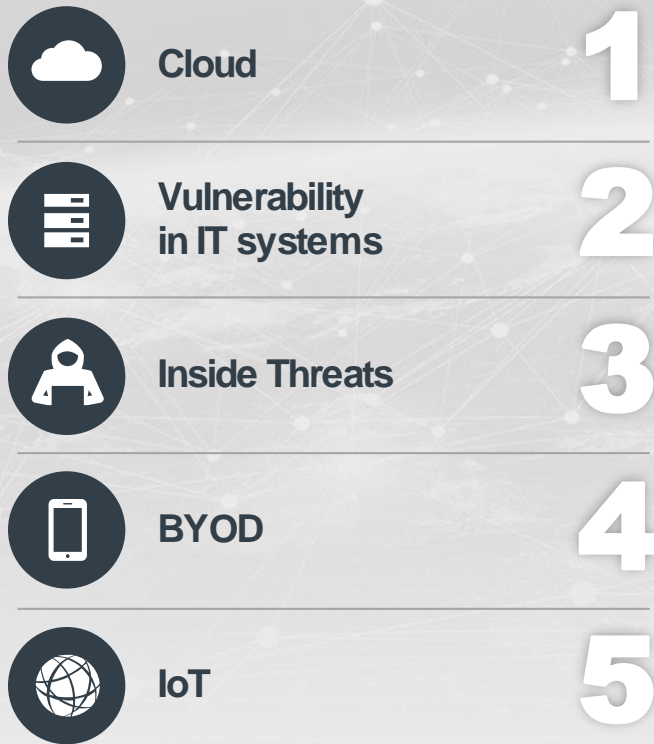 Cloud
1
Vulnerability
in IT systems
2
Inside Threats
3
BYOD
4
IoT
5